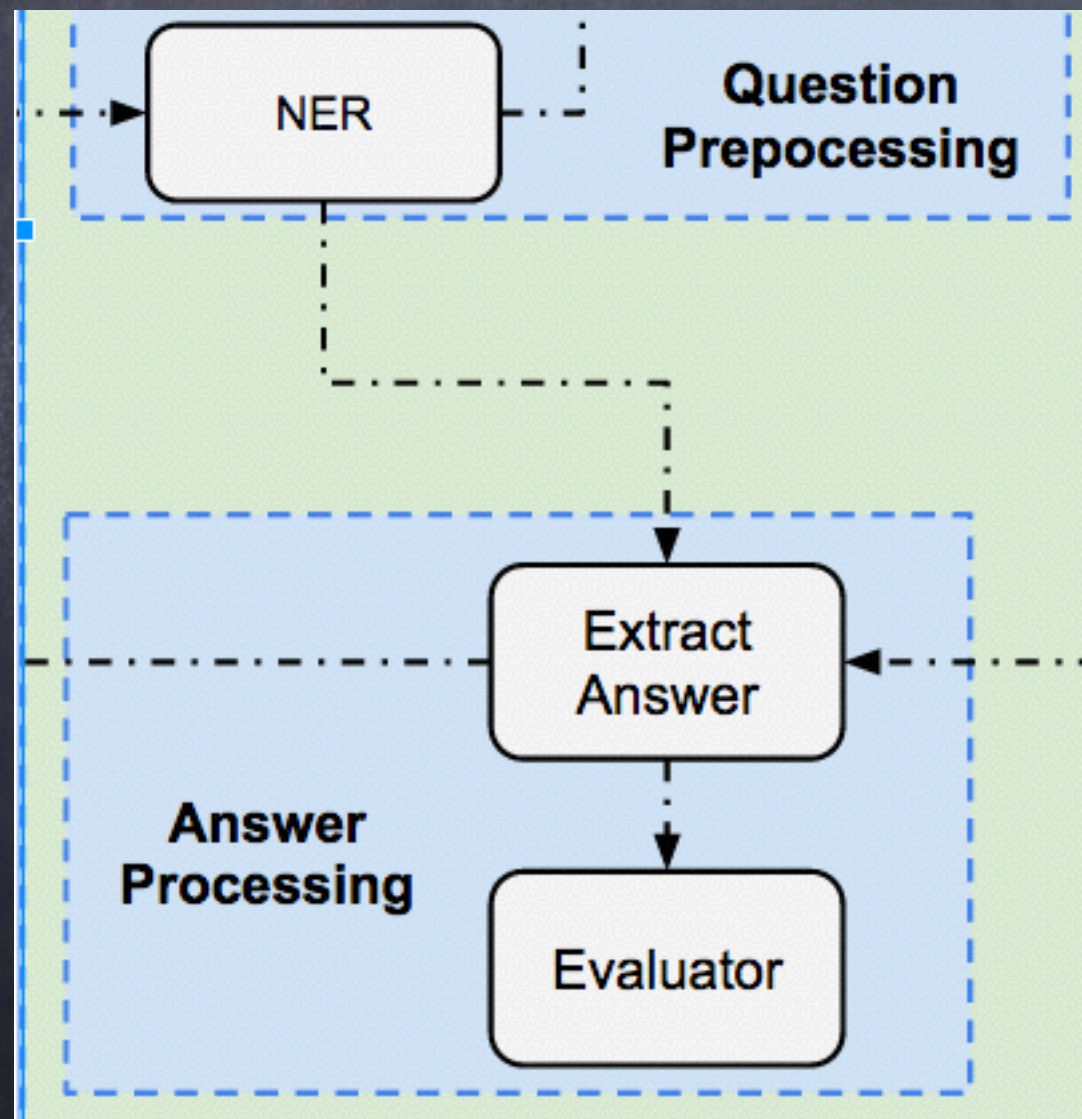 NER
Question
Prepocessing
Extract
Answer
Answer
Processing
Evaluator